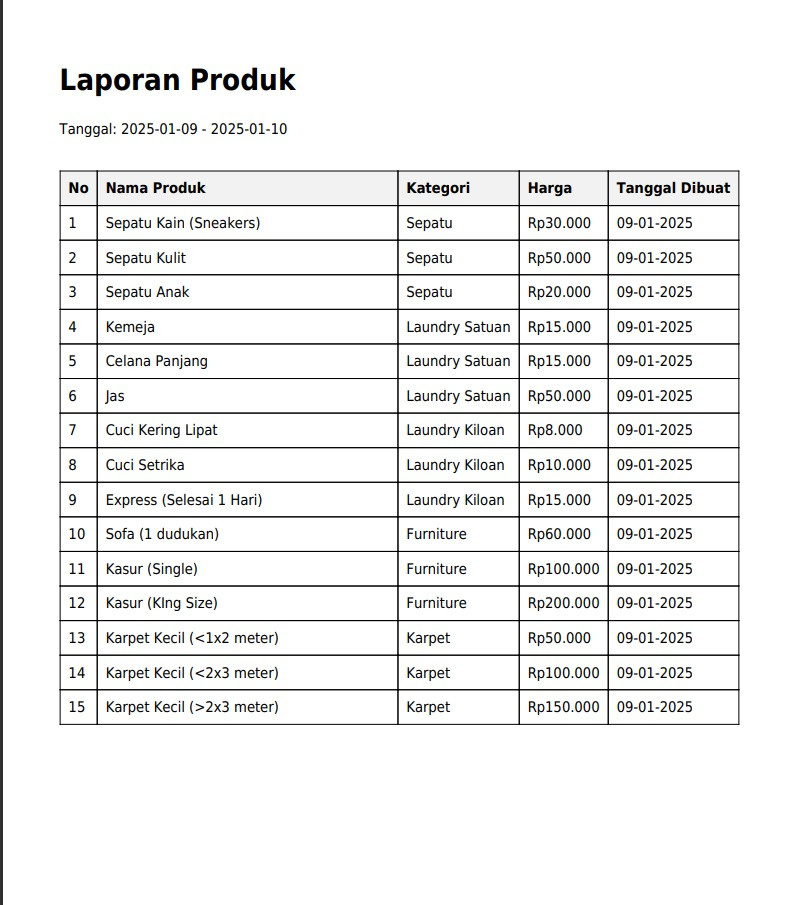 Laporan Produk
Tanggal: 2025-01-09 - 2025-01-10
No Nama Produk Kategori Harga Tanggal Dibuat
1 Sepatu Kain (Sneakers) Sepatu Rp30.000 09-01-2025
2 Sepatu Kulit Sepatu Rp50.000 09-01-2025
3 Sepatu Anak Sepatu Rp20.000 09-01-2025
4 Kemeja Laundry Satuan Rp15.000 09-01-2025
5 Celana Panjang Laundry Satuan Rp15.000 09-01-2025
6 Jas Laundry Satuan Rp50.000 09-01-2025
7 Cuci Kering Lipat Laundry Kiloan Rp8.000 09-01-2025
8 Cuci Setrika Laundry Kiloan Rp10.000 09-01-2025
9 Express (Selesai 1 Hari) Laundry Kiloan Rp15.000 09-01-2025
10 Sofa (1 dudukan) Furniture Rp60.000 09-01-2025
11 Kasur (Single) Furniture Rp100.000 09-01-2025
12 Kasur (KIng Size) Furniture Rp200.000 09-01-2025
13 Karpet Kecil (<1x2 meter) Karpet Rp50.000 09-01-2025
14 Karpet Kecil (<2x3 meter) Karpet Rp100.000 09-01-2025
15 Karpet Kecil (>2x3 meter) Karpet Rp150.000 09-01-2025